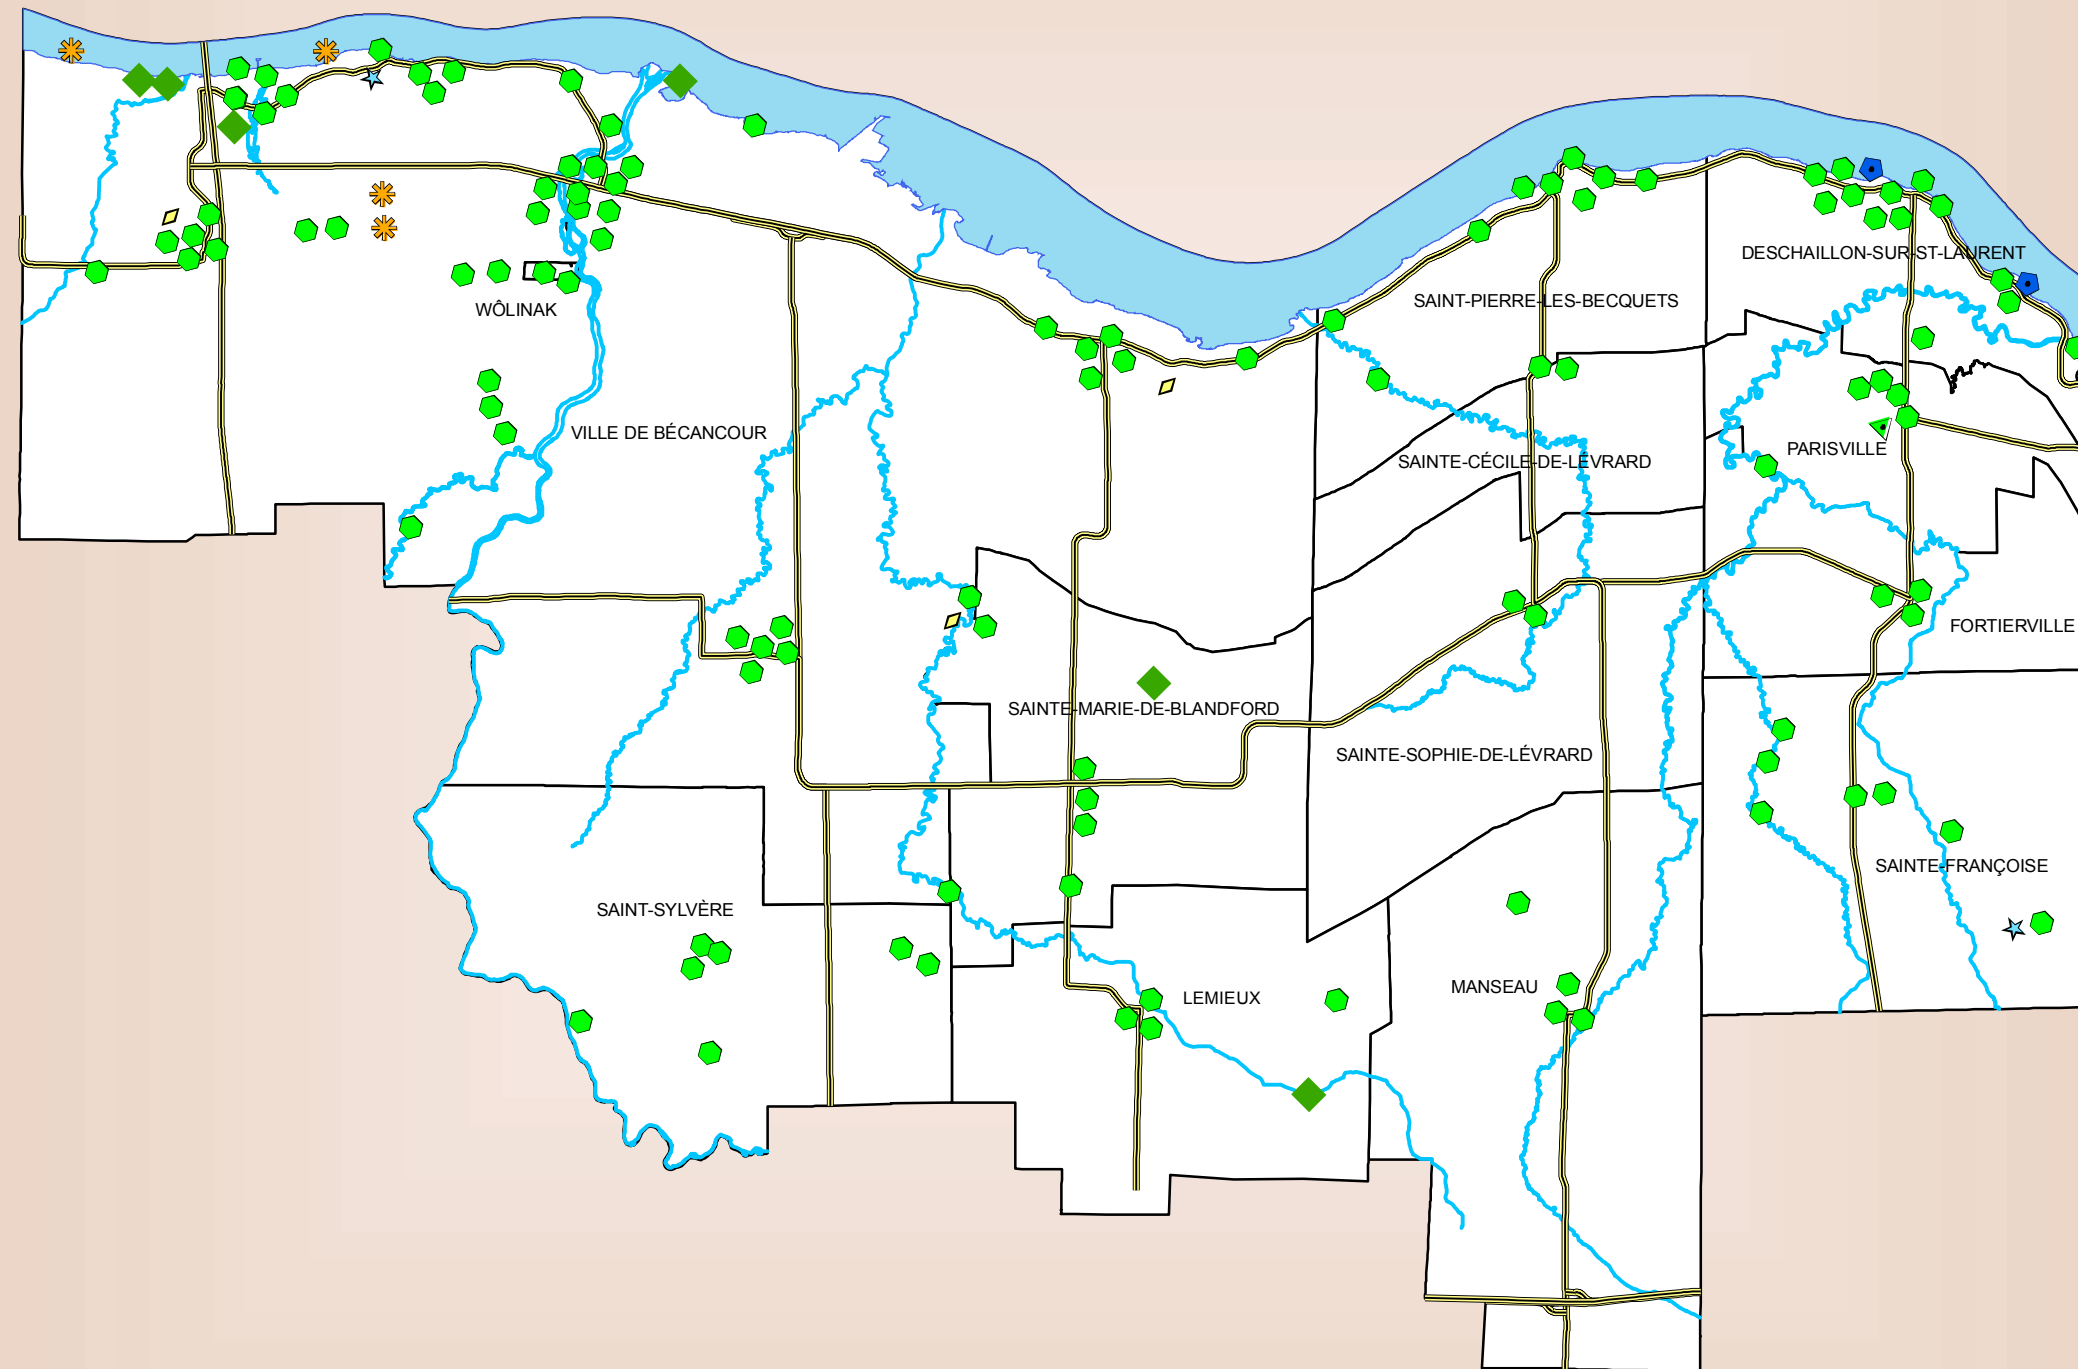 DESCHAILLON-SUR-ST-LAURENT
SAINT-PIERRE-LES-BECQUETS
WÔLINAK
VILLE DE BÉCANCOUR
PARISVILLE
SAINTE-CÉCILE-DE-LÉVRARD
FORTIERVILLE
SAINTE-MARIE-DE-BLANDFORD
SAINTE-SOPHIE-DE-LÉVRARD
SAINTE-FRANÇOISE
SAINT-SYLVÈRE
MANSEAU
LEMIEUX